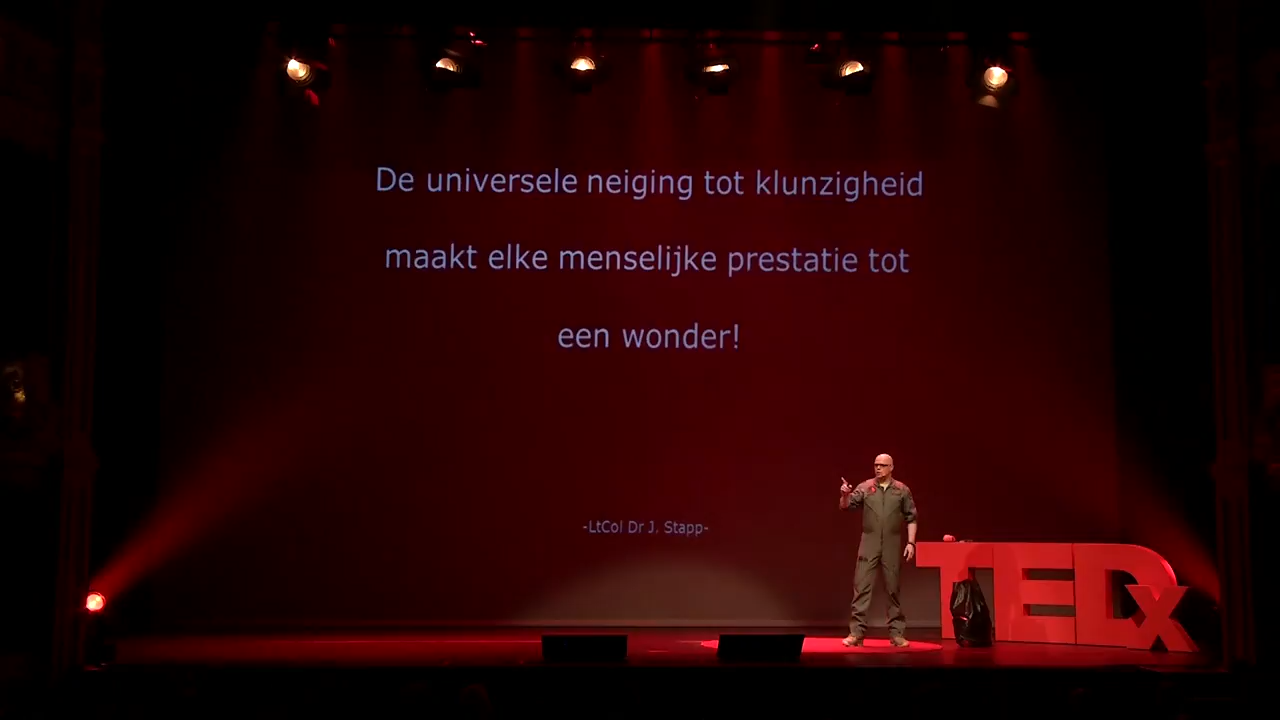 De universele neiging tot klunzigheid
maakt elke menselijke prestatie tot
een wonder!
-LtCol Dr J. Stapp-
TEDx